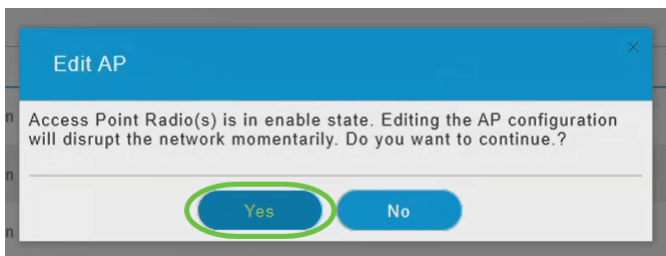 Edit AP
Access Point Radio(s) is in enable state. Editing the AP configuration
will disrupt the network momentarily. Do you want to continue.?
Yes
No